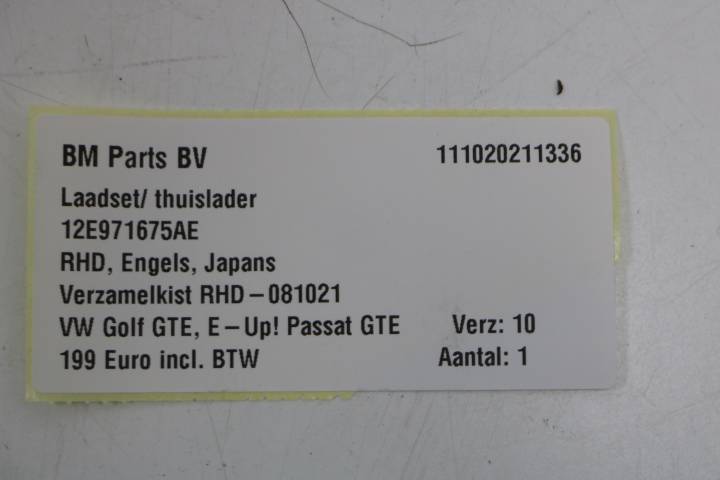 BM Parts BV 111020211336
Laadset/ thuislader
12E971675AE
RHD, Engels, Japans
Verzamelkist RHD-081021
VW Golf GTE, E-Up! Passat GTE Verz: 10
199 Euro incl. BTW Aantal: 1